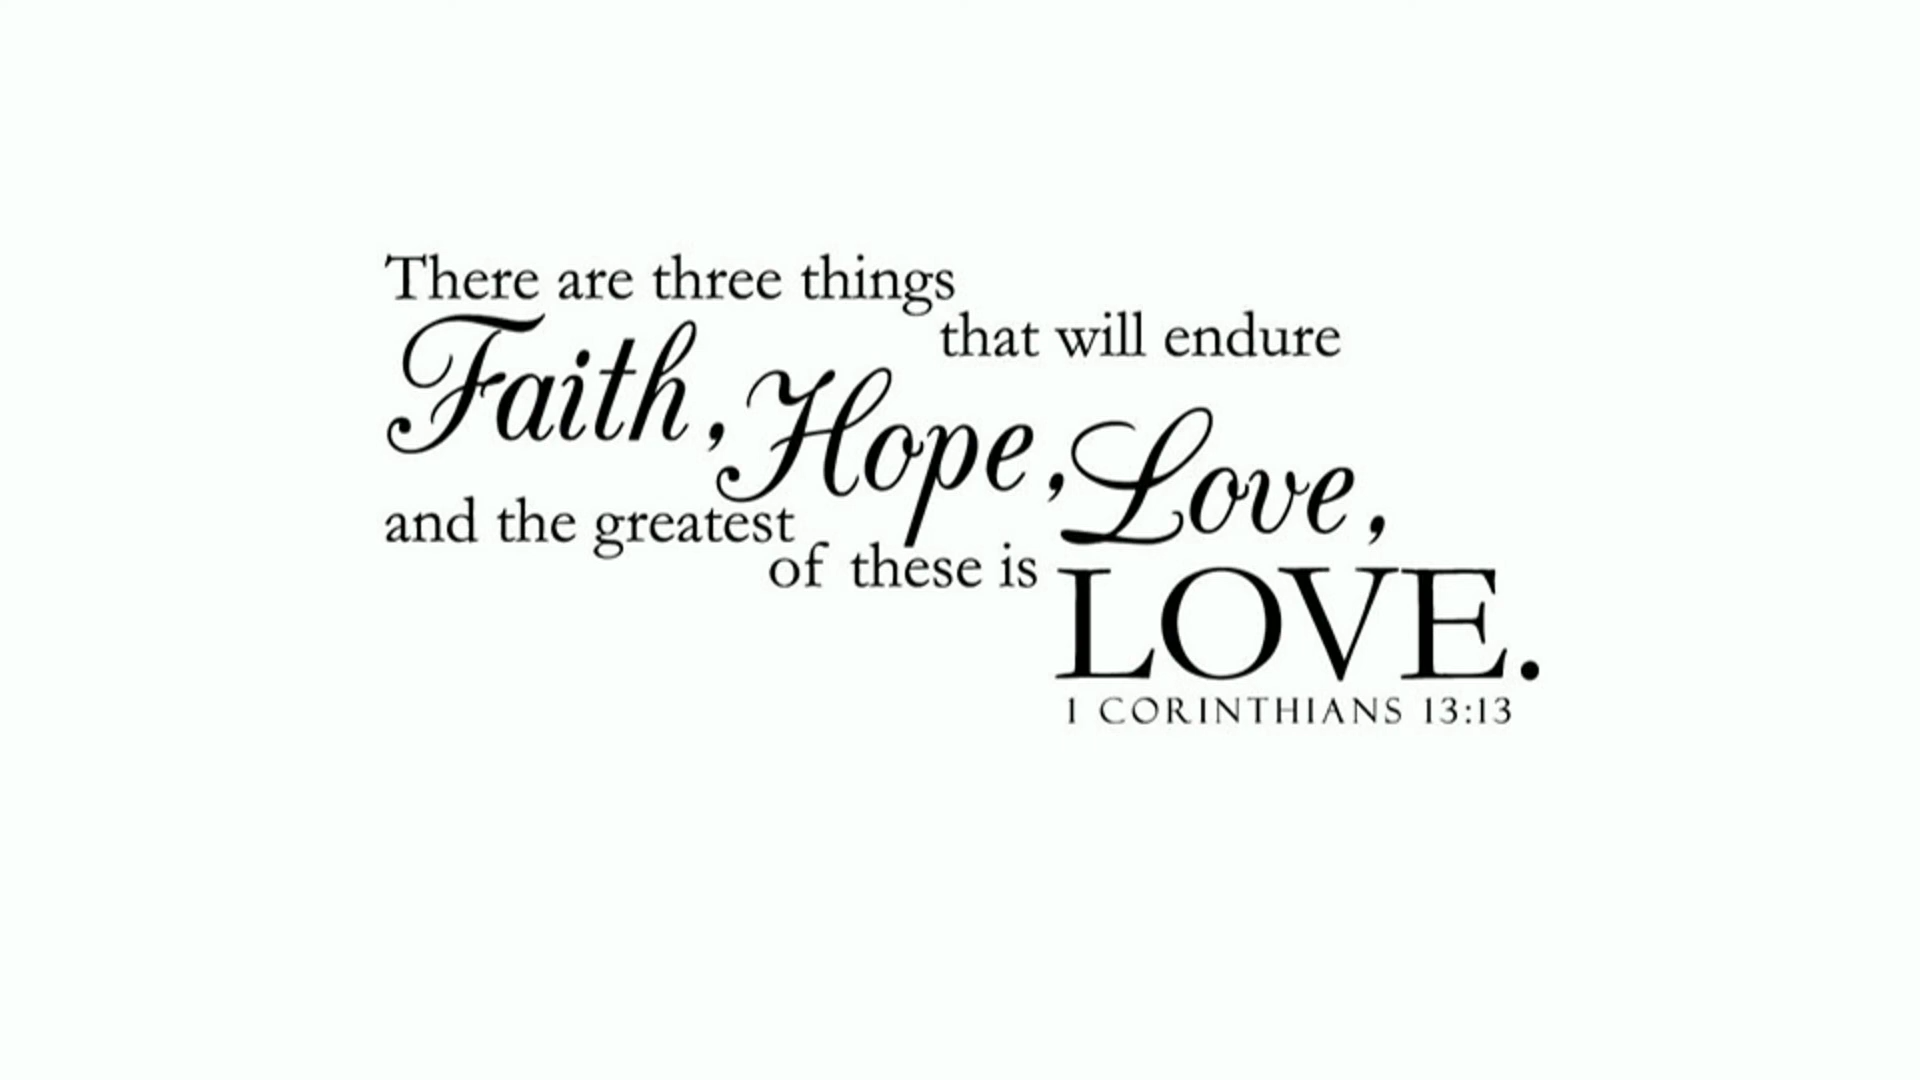 There are three things
that will endure
Faith, Hope, Love,
and the greatest
of these is
LOVE.
1 CORINTHIANS 13:13